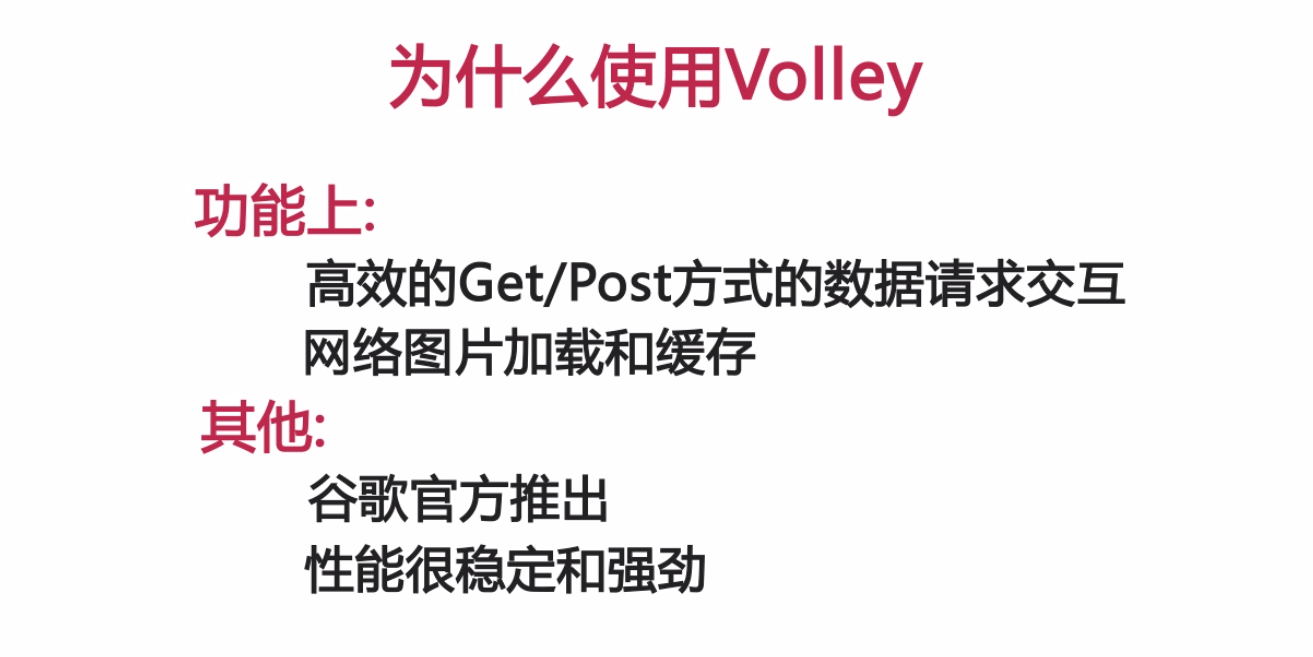 为什么使用Volley
功能上:
高效的Get/Post方式的数据请求交互
网络图片加载和缓存
其他:
谷歌官方推出
性能很稳定和强劲